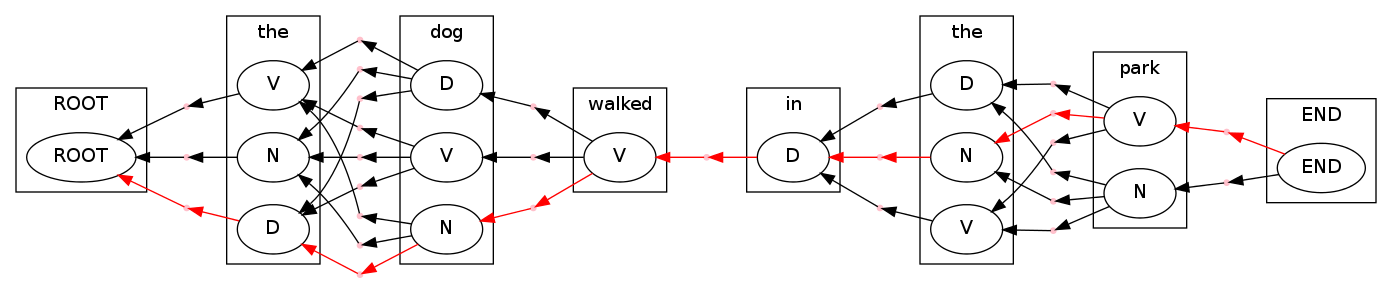 ROOT
ROOT
the
V
N
D
dog
D
V
N
walked
V
in
D
the
D
N
V
park
V
N
END
END